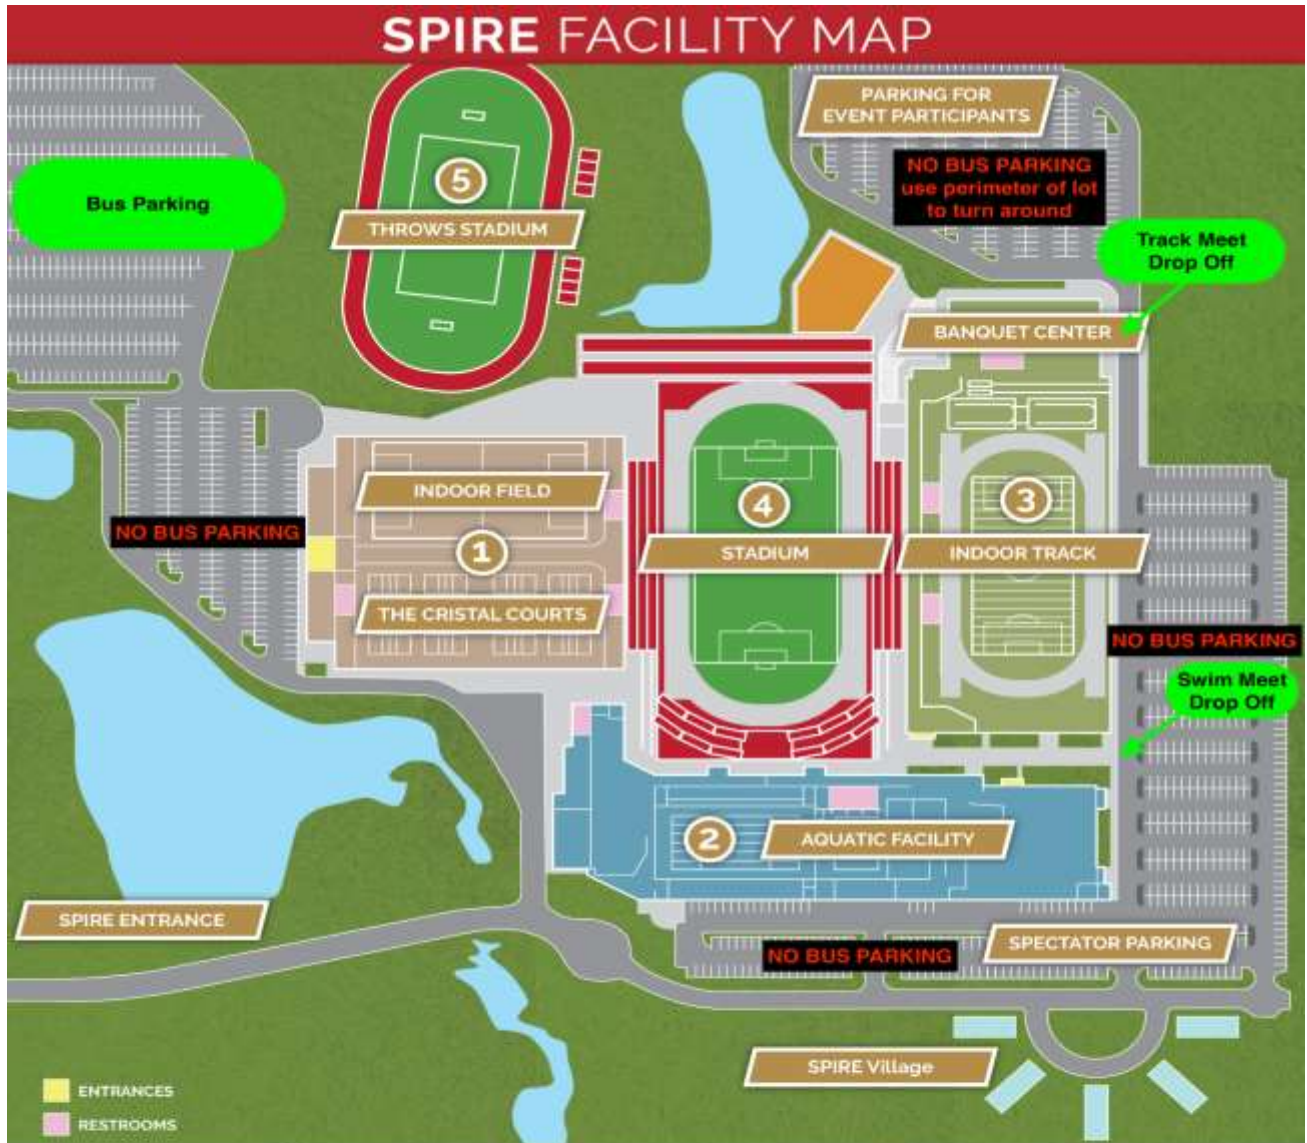 SPIRE FACILITY MAP
PARKING FOR
EVENT PARTICIPANTS
NO BUS PARKING
use perimeter of lot
to turn around
Bus Parking
5
THROWS STADIUM
Track Meet
Drop Off
BANQUET CENTER
INDOOR FIELD
4
3
NO BUS PARKING
1
STADIUM
INDOOR TRACK
THE CRISTAL COURTS
NO BUS PARKING
Swim Meet
Drop Off
2
AQUATIC FACILITY
SPIRE ENTRANCE
SPECTATOR PARKING
NO BUS PARKING
SPIRE Village
ENTRANCES
RESTROOMS